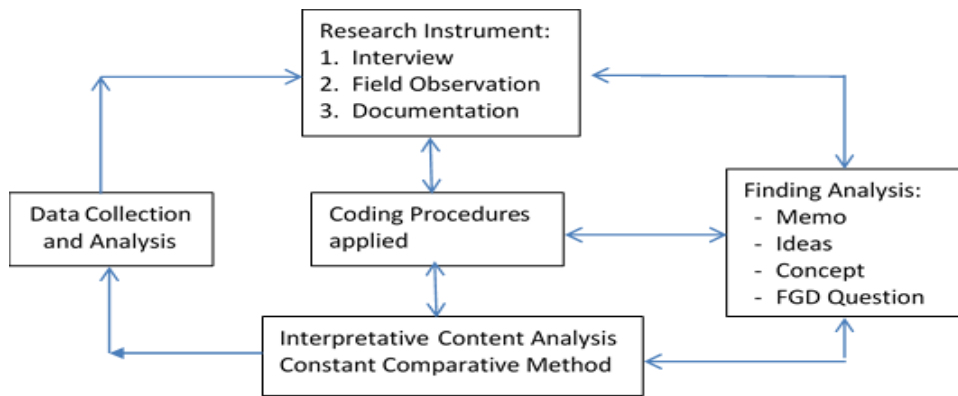 Research Instrument:
1. Interview
2. Field Observation
3. Documentation
Data Collection
and Analysis
Coding Procedures
applied
Finding Analysis:
- Memo
- Ideas
- Concept
- FGD Question
Interpretative Content Analysis
Constant Comparative Method